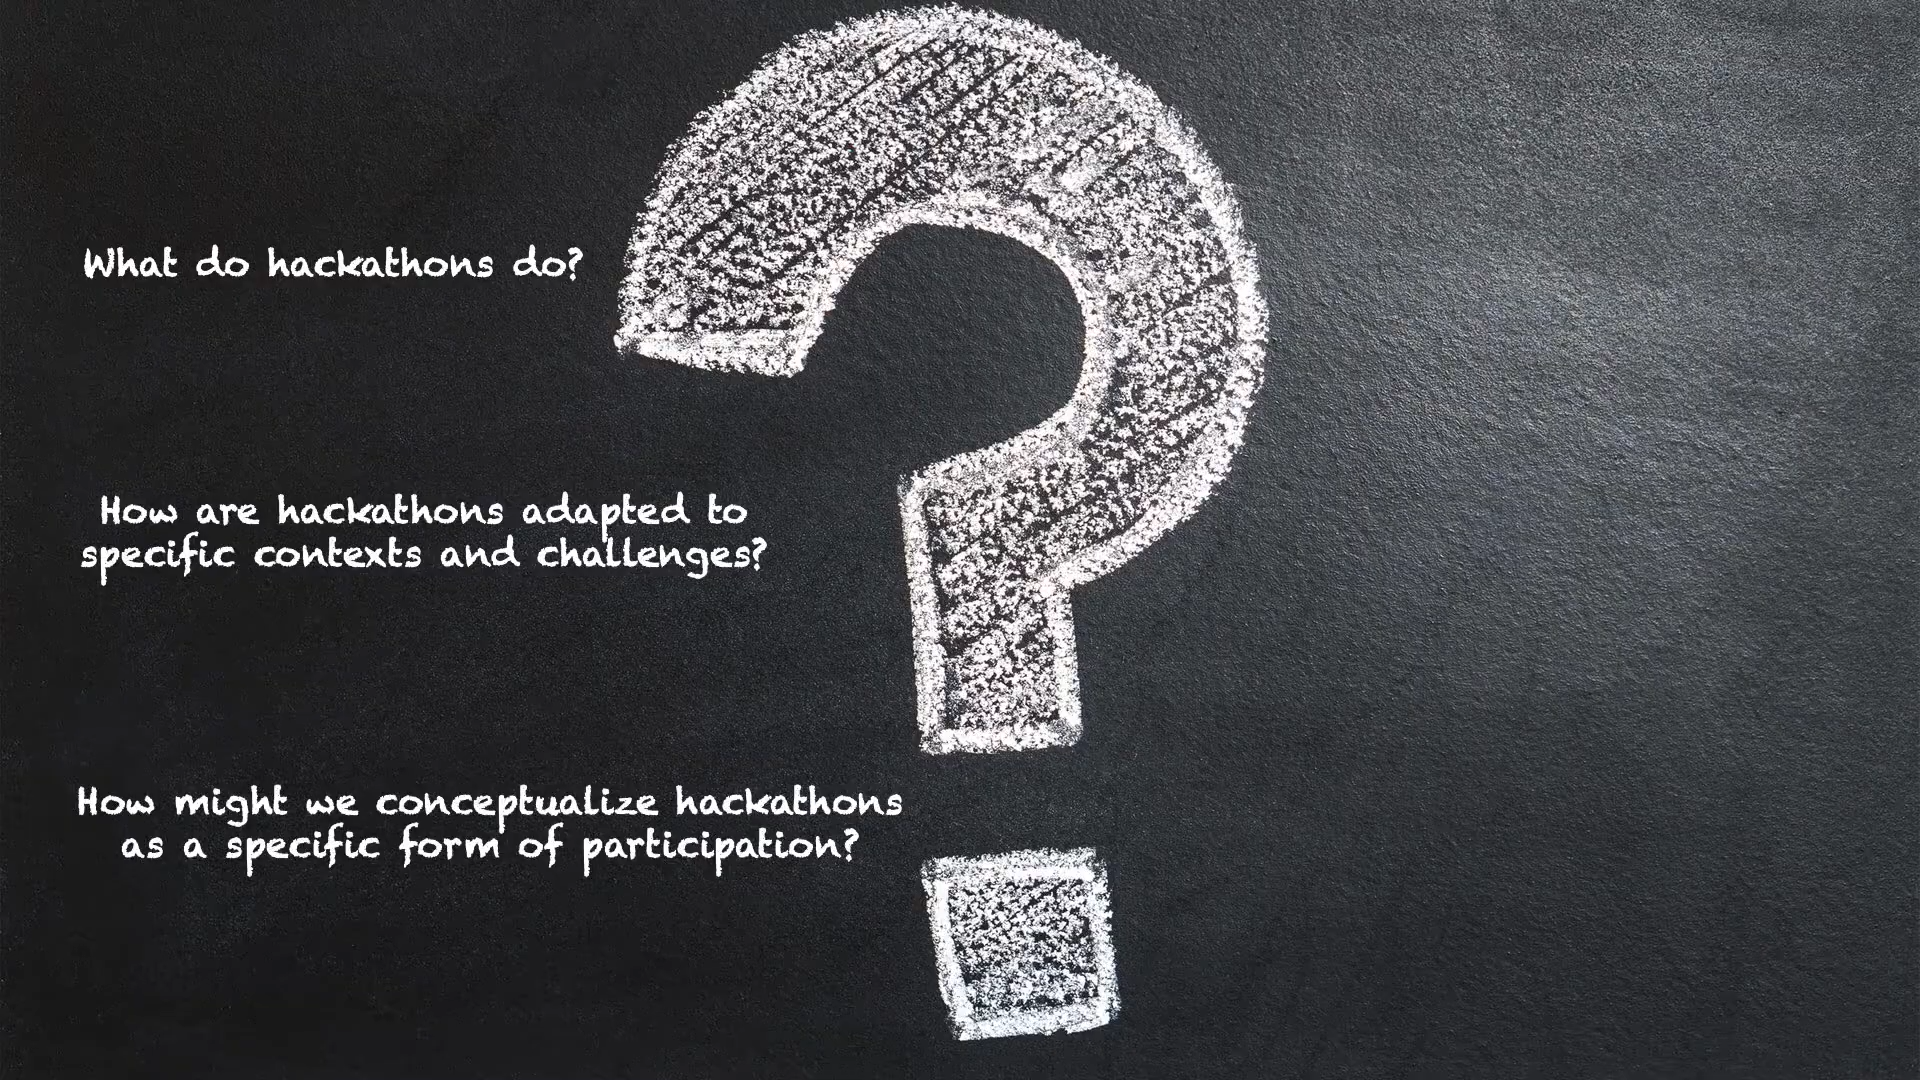 What do hackathons do?
How are hackathons adapted to
specific contexts and challenges?
How might we conceptualize hackathons
as a specific form of participation?